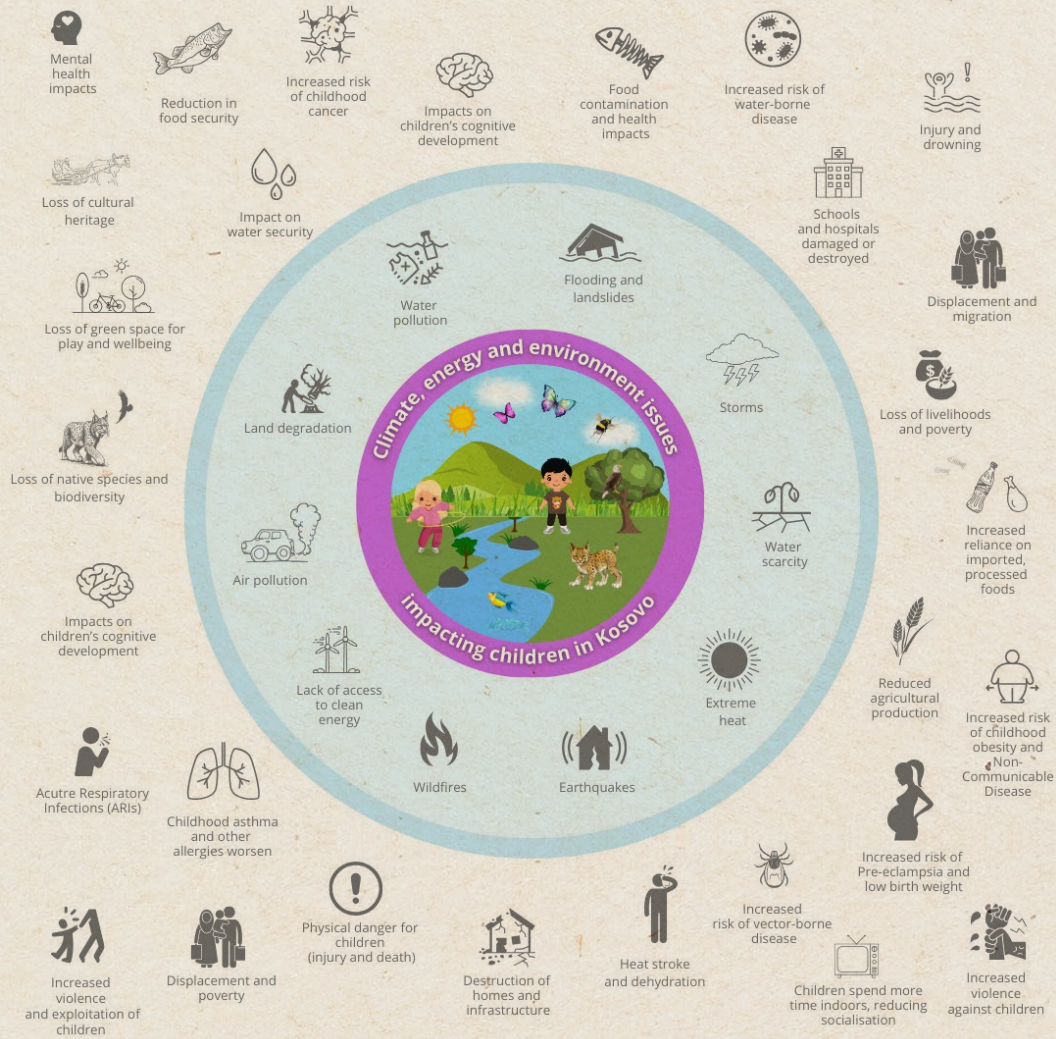 Mental
health
impacts
Reduction in
food security
Increased risk
of childhood
cancer
Impacts on
children's cognitive
development
Food
contamination
and health
impacts
Increased risk of
water-borne
disease
Injury and
drowning
Loss of cultural
heritage
Impact on
water security
Schools
and hospitals
damaged or
destroyed
Displacement and
migration
Loss of green space for
play and wellbeing
Water
pollution
Flooding and
landslides
Storms
Land degradation
Loss of livelihoods
and poverty
Climate, energy and environment issues
impacting children in Kosovo
Loss of native species and
biodiversity
Air pollution
Water
scarcity
$
Increased
reliance on
imported,
processed
foods
Impacts on
children's cognitive
development
Lack of access
to clean
energy
Extreme
heat
Reduced
agricultural
production
Increased risk
of childhood
obesity and
Non-
Communicable
Disease
Wildfires
Earthquakes
Acutre Respiratory
Infections (ARIs)
Childhood asthma
and other
allergies worsen
Increased risk of
Pre-eclampsia and
low birth weight
Physical danger for
children
(injury and death)
Increased
risk of vector-borne
disease
Increased
violence
and exploitation of
children
Displacement and
poverty
Destruction of
homes and
infrastructure
Heat stroke
and dehydration
Children spend more
time indoors, reducing
socialisation
Increased
violence
against children